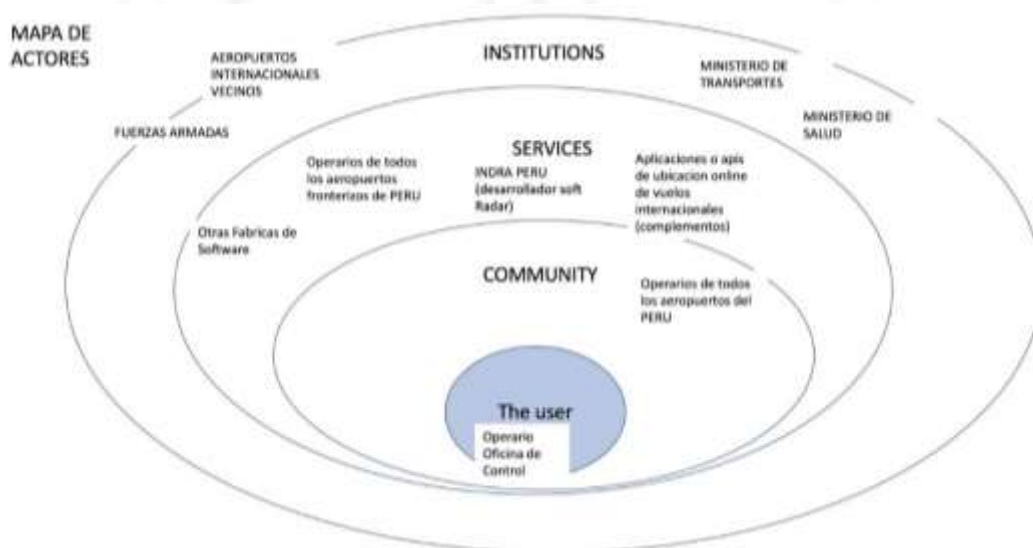 MAPA DE
ACTORES
INSTITUTIONS
AEROPUERTOS
INTERNACIONALES
VECINOS
MINISTERIO DE
TRANSPORTES
FUERZAS ARMADAS
MINISTERIO DE
SALUD
SERVICES
Operarios de todos
los aeropuertos
fronterizos de PERU
INDRA PERU
(desarrollador soft
Radar)
Aplicaciones o apis
de ubicacion online
de vuelos
internacionales
(complementos)
Otras Fabricas de
Software
COMMUNITY
Operarios de todos
los aeropuertos del
PERU
The user
Operario
Oficina de
Control